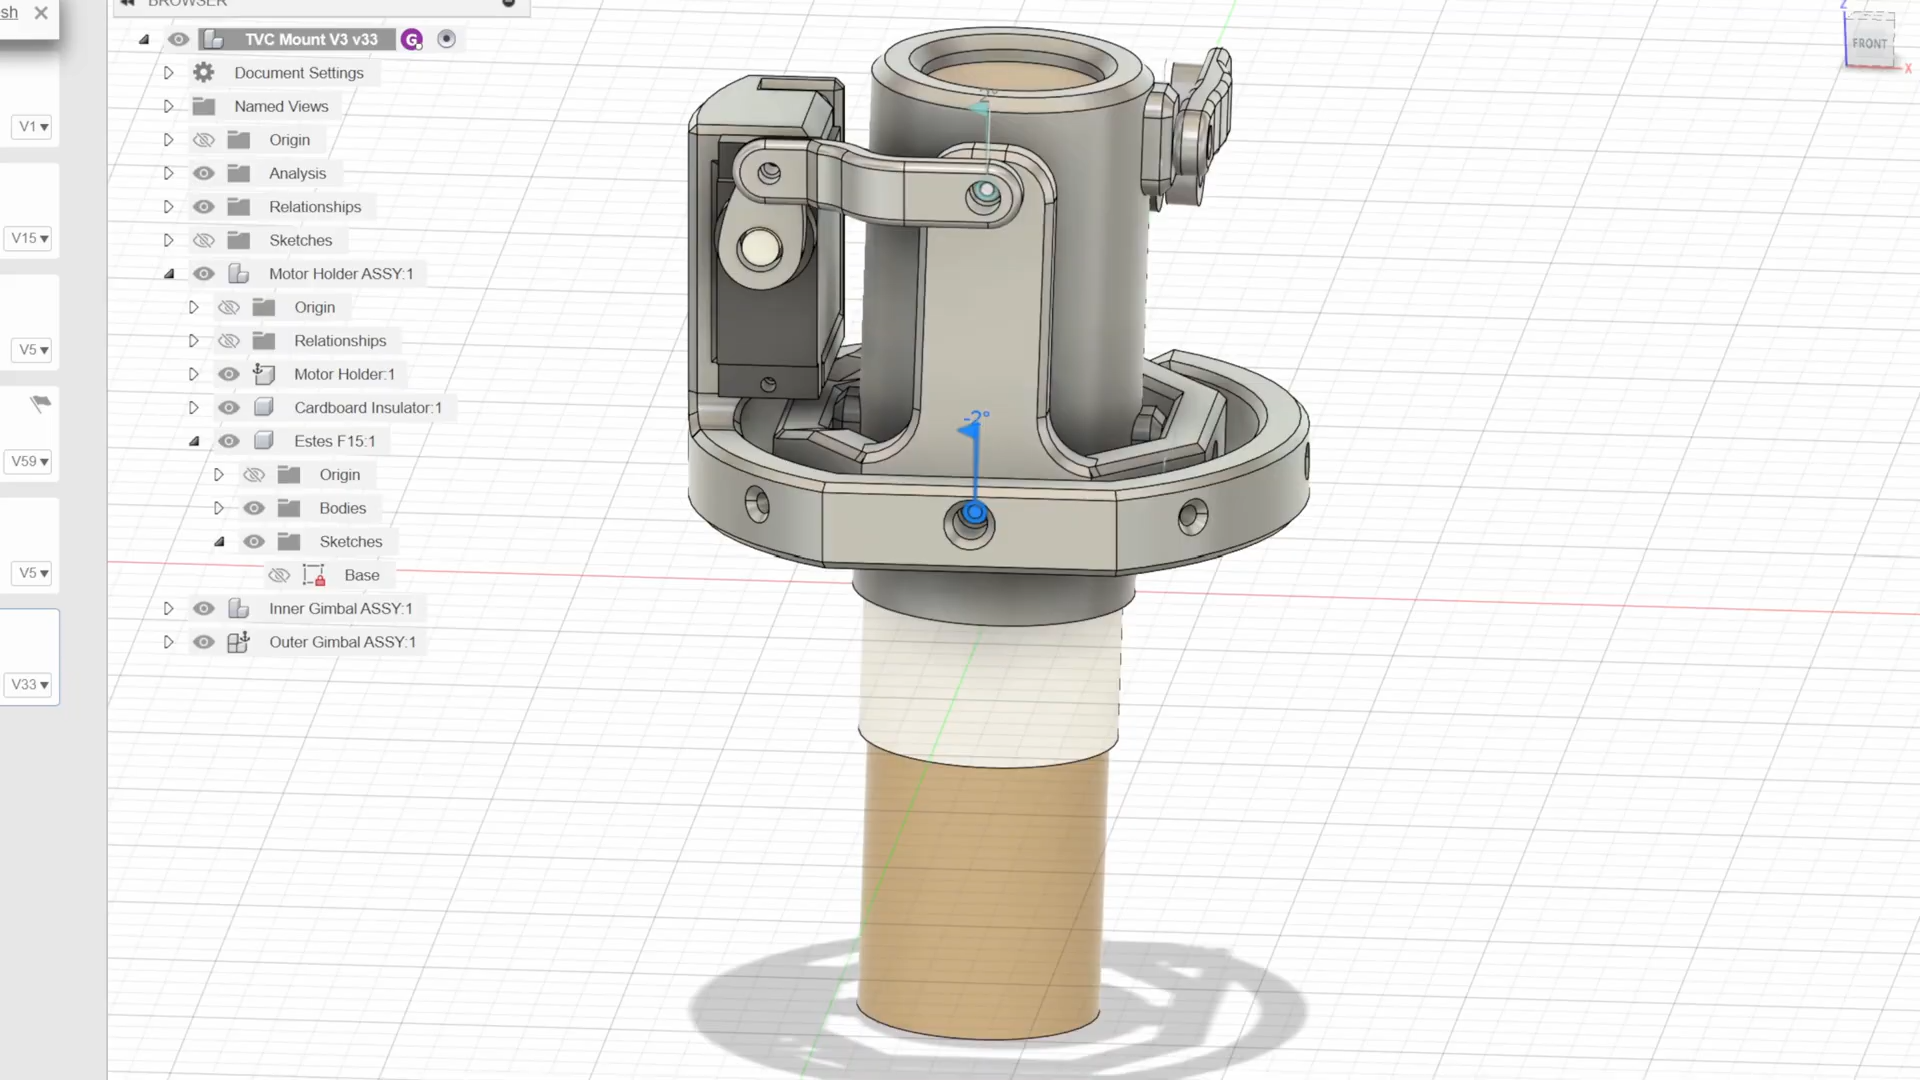 sh
BROWSER
TVC Mount V3 v33
G
Document Settings
Named Views
Origin
Analysis
Relationships
Sketches
Motor Holder ASSY:1
Origin
Relationships
Motor Holder:1
Cardboard Insulator:1
Estes F15:1
Origin
Bodies
Sketches
Base
Inner Gimbal ASSY:1
Outer Gimbal ASSY:1
V1
V15
V5
V59
V5
V33
2°
-2°
Z
FRONT
X